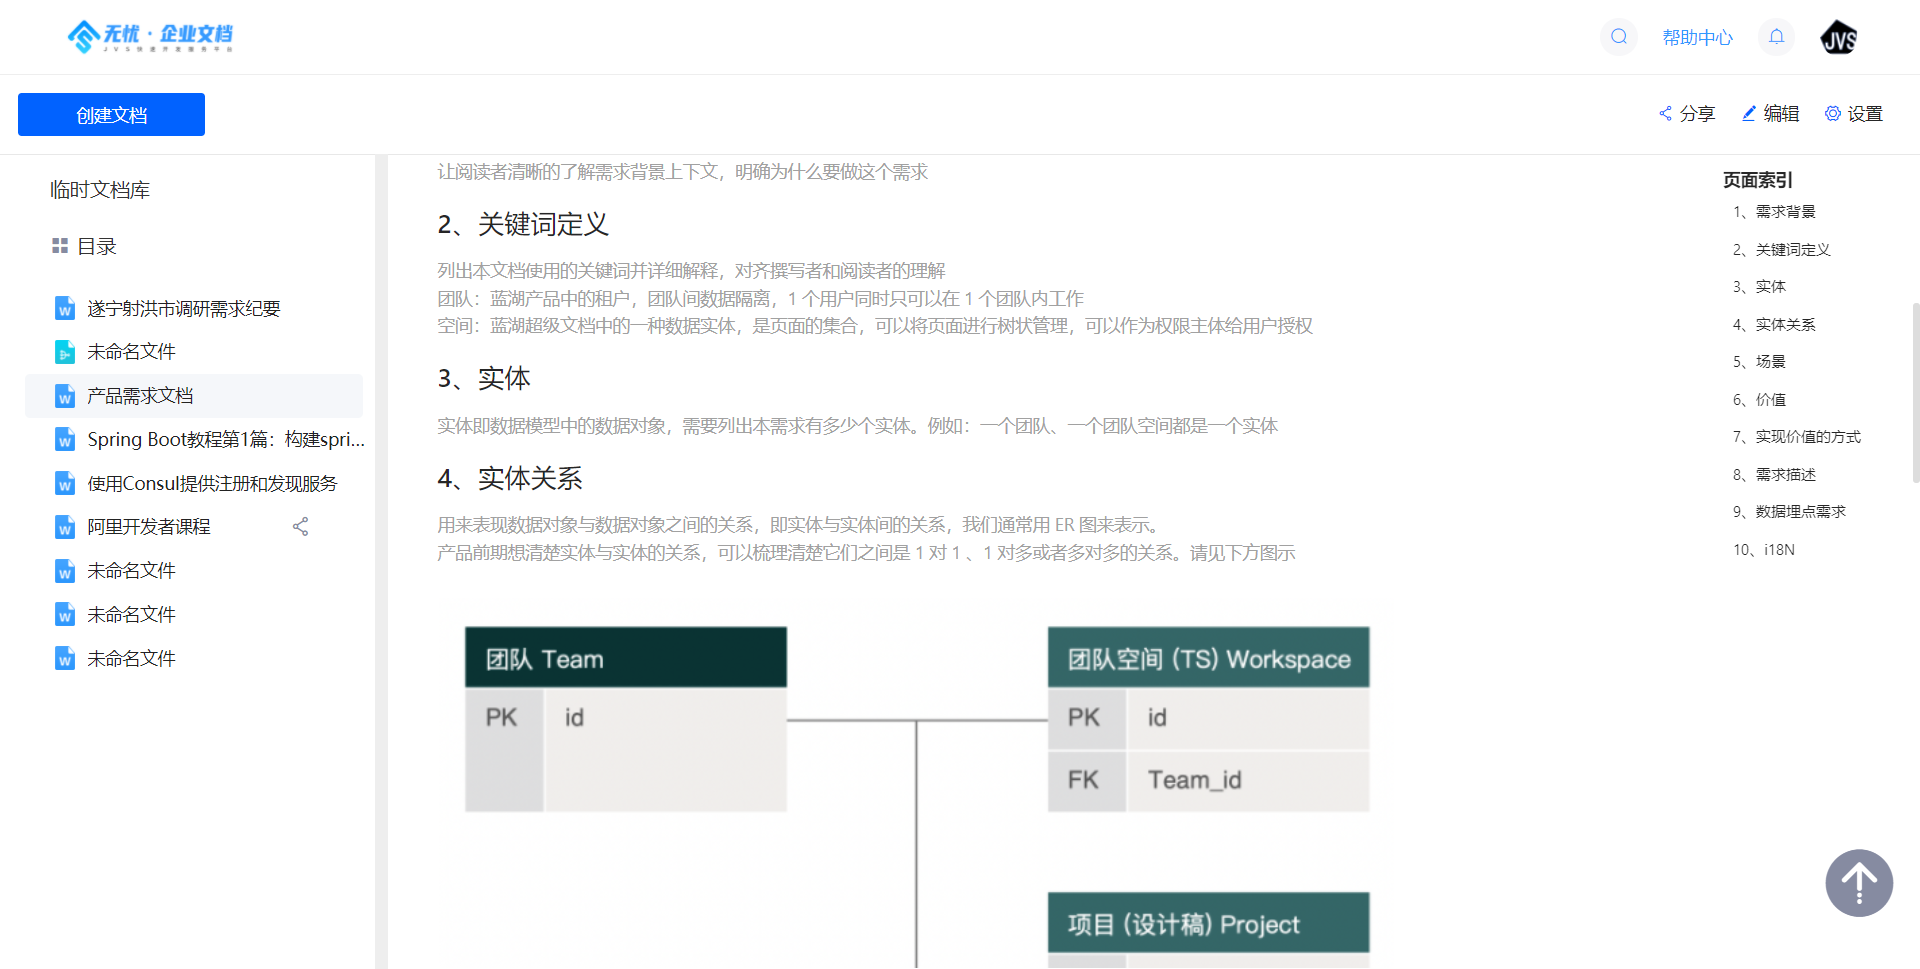 无忧·企业文档
JVS快速开发服务平台
帮助中心
JVS
创建文档
分享
编辑
设置
临时文档库
目录
遂宁射洪市调研需求纪要
未命名文件
产品需求文档
Spring Boot教程第1篇：构建spri...
使用Consul提供注册和发现服务
阿里开发者课程
未命名文件
未命名文件
未命名文件
让阅读者清晰的了解需求背景上下文，明确为什么要做这个需求
2、关键词定义
列出本文档使用的关键词并详细解释，对齐撰写者和阅读者的理解
团队：蓝湖产品中的租户，团队间数据隔离，1 个用户同时只可以在 1 个团队内工作
空间：蓝湖超级文档中的一种数据实体，是页面的集合，可以将页面进行树状管理，可以作为权限主体给用户授权
3、实体
实体即数据模型中的数据对象，需要列出本需求有多少个实体。例如：一个团队、一个团队空间都是一个实体
4、实体关系
用来表现数据对象与数据对象之间的关系，即实体与实体间的关系，我们通常用 ER 图来表示。
产品前期想清楚实体与实体的关系，可以梳理清楚它们之间是 1 对 1 、1 对多或者多对多的关系。请见下方图示
团队 Team
PK id
团队空间 (TS) Workspace
PK id
FK Team_id
项目 (设计稿) Project
页面索引
1、需求背景
2、关键词定义
3、实体
4、实体关系
5、场景
6、价值
7、实现价值的方式
8、需求描述
9、数据埋点需求
10、i18N